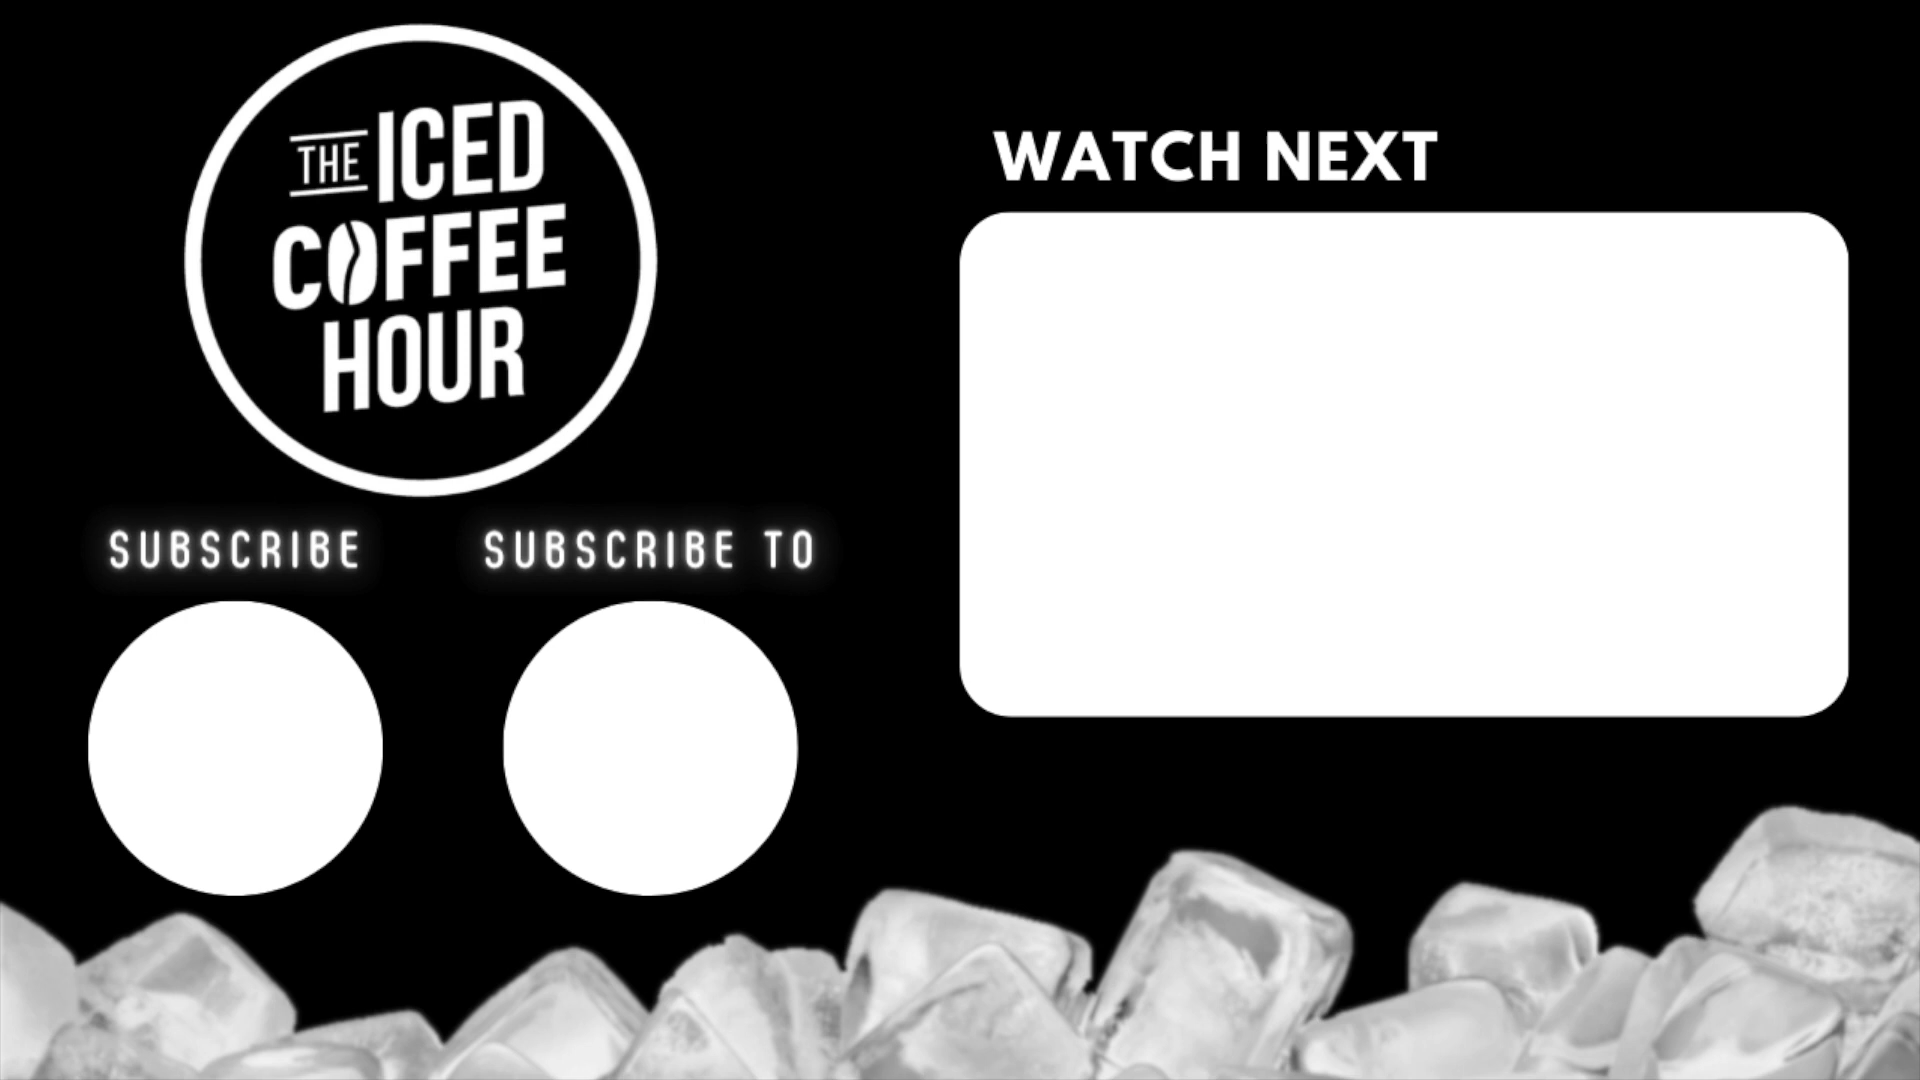 THE ICED
COFFEE
HOUR
SUBSCRIBE
SUBSCRIBE TO
WATCH NEXT